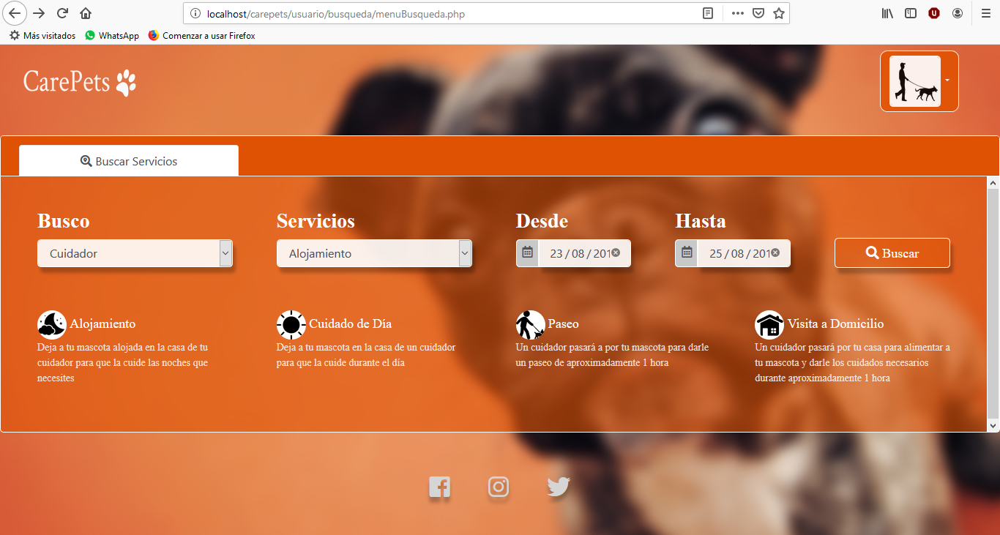 localhost/carepets/usuario/busqueda/menuBusqueda.php
Más visitados WhatsApp Comenzar a usar Firefox
CarePets
Buscar Servicios
Busco Servicios Desde Hasta
Cuidador Alojamiento 23 / 08 / 201 25 / 08 / 201 Buscar
Alojamiento
Deja a tu mascota alojada en la casa de tu
cuidador para que la cuide las noches que
necesites
Cuidado de Día
Deja a tu mascota en la casa de un cuidador
para que la cuide durante el día
Paseo
Un cuidador pasará a por tu mascota para darle
un paseo de aproximadamente 1 hora
Visita a Domicilio
Un cuidador pasará por tu casa para alimentar a
tu mascota y darle los cuidados necesarios
durante aproximadamente 1 hora